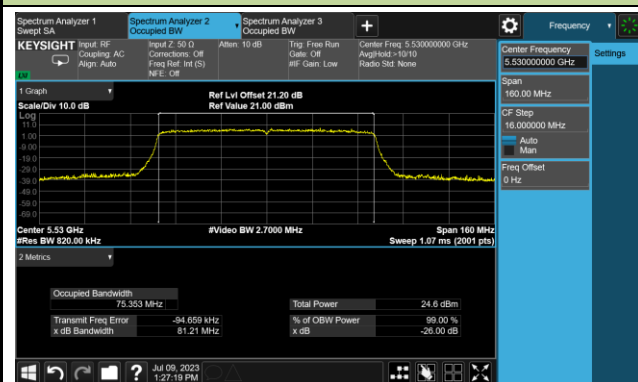 Spectrum Analyzer 1
Swept SA
Spectrum Analyzer 2
Occupied BW
Spectrum Analyzer 3
Occupied BW
+
Frequency
KEYSIGHT
Input: RF
Coupling: AC
Align: Auto
Input Z: 50 Ω
Corrections: Off
Freq Ref: Int (S)
NFE: Off
Atten: 10 dB
Trig: Free Run
Gate: Off
#IF Gain: Low
Center Freq: 5.530000000 GHz
Avg|Hold:>10/10
Radio Std: None
Center Frequency
5.530000000 GHz
Settings
Span
160.00 MHz
CF Step
16.000000 MHz
Auto
Man
Freq Offset
0 Hz
1 Graph
Scale/Div 10.0 dB
Ref Lvl Offset 21.20 dB
Ref Value 21.00 dBm
Log
11.0
1.00
-9.00
-19.0
-29.0
-39.0
-49.0
-59.0
-69.0
Center 5.53 GHz
#Res BW 820.00 kHz
#Video BW 2.7000 MHz
Span 160 MHz
Sweep 1.07 ms (2001 pts)
2 Metrics
Occupied Bandwidth
75.353 MHz
Total Power 24.6 dBm
Transmit Freq Error -94.659 kHz
% of OBW Power 99.00 %
x dB Bandwidth 81.21 MHz
x dB -26.00 dB
?
Jul 09, 2023
1:27:19 PM